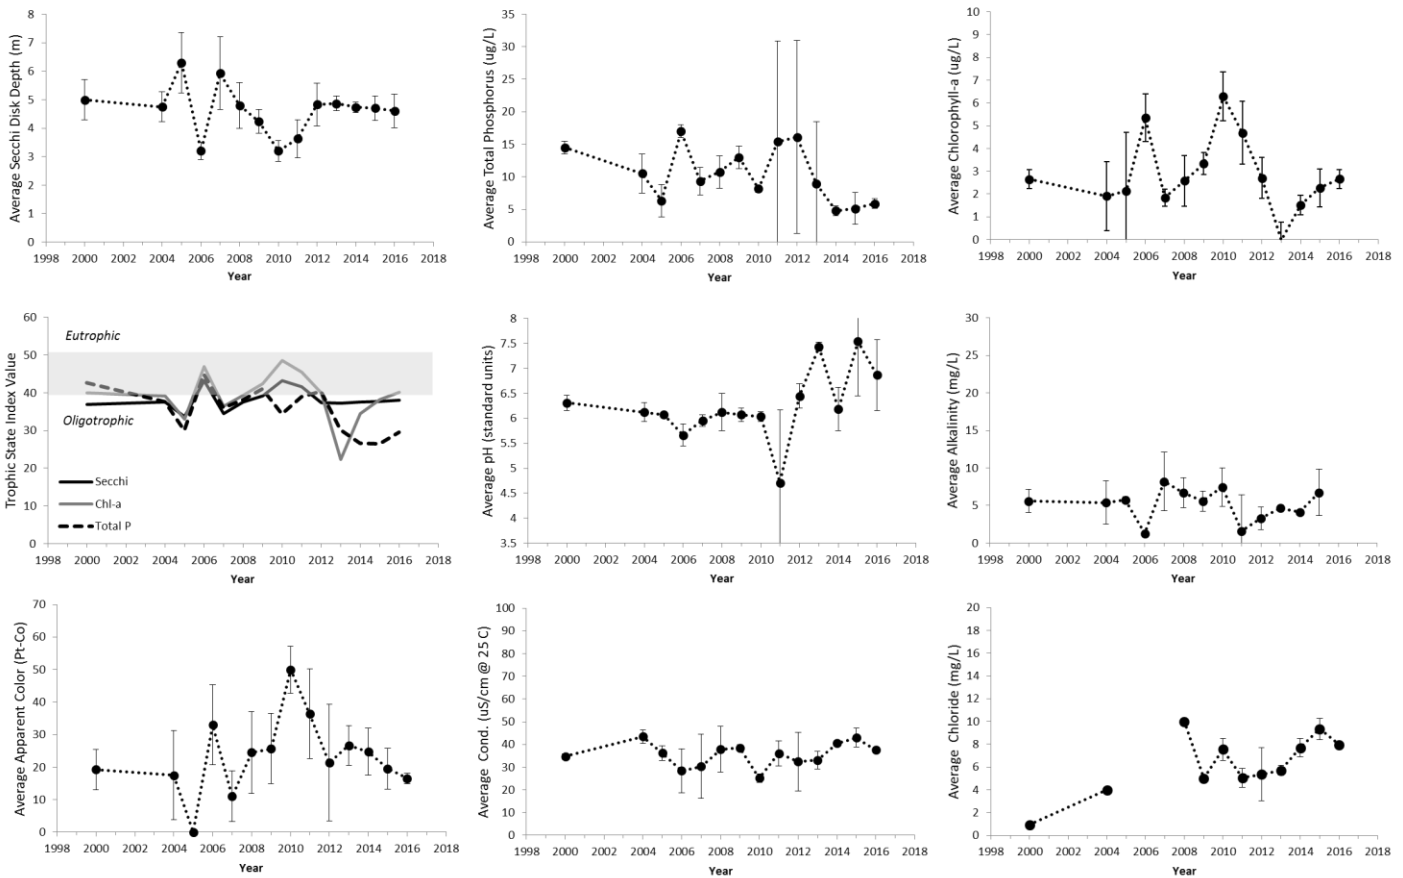 Average Secchi Disk Depth (m)
8
7
6
5
4
3
2
1
0
1998 2000 2002 2004 2006 2008 2010 2012 2014 2016 2018
Year
Average Total Phosphorus (ug/L)
35
30
25
20
15
10
5
0
1998 2000 2002 2004 2006 2008 2010 2012 2014 2016 2018
Year
Average Chlorophyll-a (ug/L)
10
9
8
7
6
5
4
3
2
1
0
1998 2000 2002 2004 2006 2008 2010 2012 2014 2016 2018
Year
Trophic State Index Value
60
50
40
30
20
10
0
Eutrophic
Oligotrophic
Secchi
Chl-a
Total P
1998 2000 2002 2004 2006 2008 2010 2012 2014 2016 2018
Year
Average pH (standard units)
8
7.5
7
6.5
6
5.5
5
4.5
4
3.5
1998 2000 2002 2004 2006 2008 2010 2012 2014 2016 2018
Year
Average Alkalinity (mg/L)
30
25
20
15
10
5
0
1998 2000 2002 2004 2006 2008 2010 2012 2014 2016 2018
Year
Average Apparent Color (Pt-Co)
70
60
50
40
30
20
10
0
1998 2000 2002 2004 2006 2008 2010 2012 2014 2016 2018
Year
Average Cond. (uS/cm @ 25 C)
100
90
80
70
60
50
40
30
20
10
0
1998 2000 2002 2004 2006 2008 2010 2012 2014 2016 2018
Year
Average Chloride (mg/L)
20
18
16
14
12
10
8
6
4
2
0
1998 2000 2002 2004 2006 2008 2010 2012 2014 2016 2018
Year